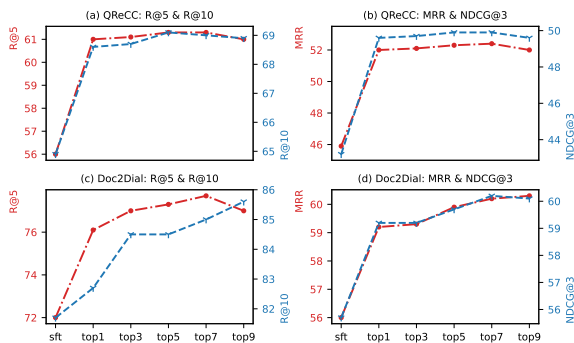 (a) QReCC: R@5 & R@10
R@5
61
60
59
58
57
56
69
68
67
66
65
R@10
(b) QReCC: MRR & NDCG@3
MRR
52
50
48
46
50
48
46
44
NDCG@3
(c) Doc2Dial: R@5 & R@10
R@5
76
74
72
86
85
84
83
82
R@10
sft top1 top3 top5 top7 top9
(d) Doc2Dial: MRR & NDCG@3
MRR
60
59
58
57
56
60
59
58
57
56
NDCG@3
sft top1 top3 top5 top7 top9